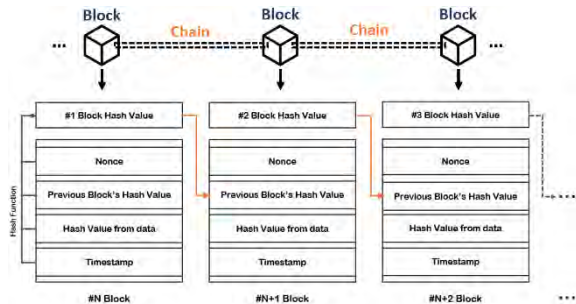 Block Block Block
... Chain Chain ...
#1 Block Hash Value #2 Block Hash Value #3 Block Hash Value
Nonce Nonce Nonce
Previous Block's Hash Value Previous Block's Hash Value Previous Block's Hash Value
Hash Value from data Hash Value from data Hash Value from data
Timestamp Timestamp Timestamp
Hash Function
#N Block #N+1 Block #N+2 Block